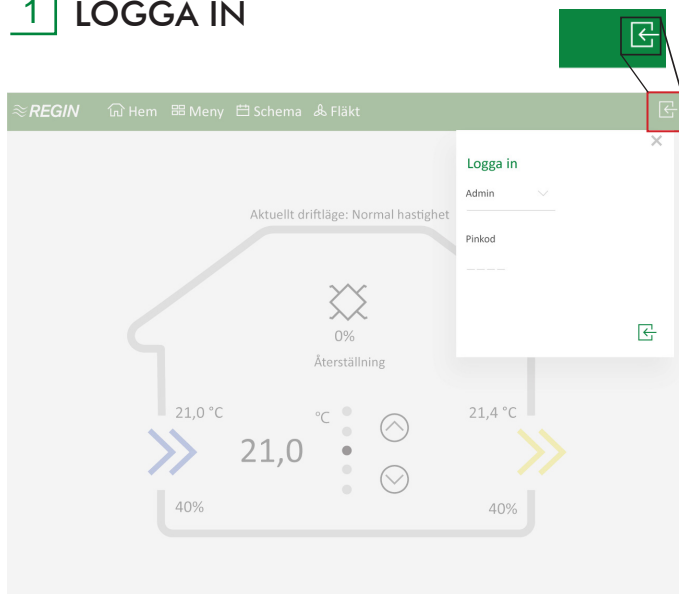 1 LOGGA IN
REGIN Hem Meny Schema Fläkt
Logga in
Admin
Aktuellt driftläge: Normal hastighet
Pinkod
0%
Återställning
21,0 °C
°C
21,4 °C
21,0
40%
40%